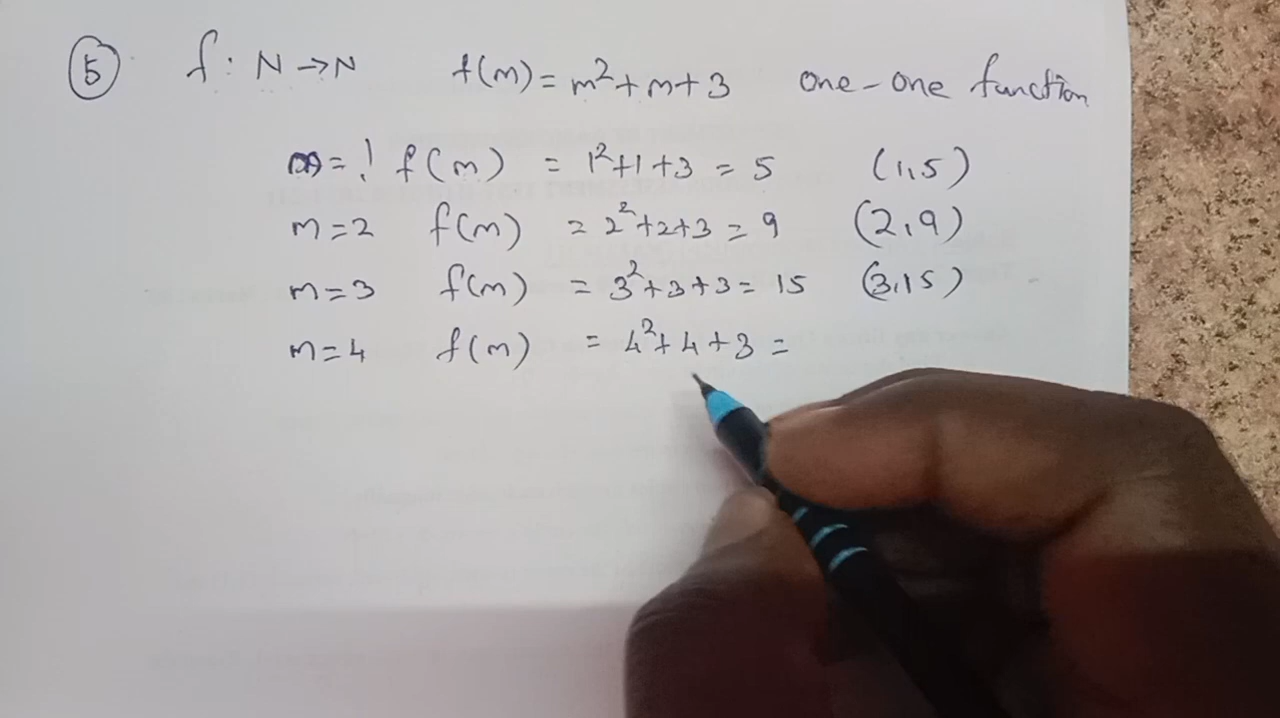 5 f: N→N f(m) = m²+m+3 one-one function
m = 1 f(m) = 1²+1+3 = 5 (1,5)
m=2 f(m) = 2²+2+3 = 9 (2,9)
m=3 f(m) = 3²+3+3 = 15 (3,15)
m=4 f(m) = 4²+4+3 =